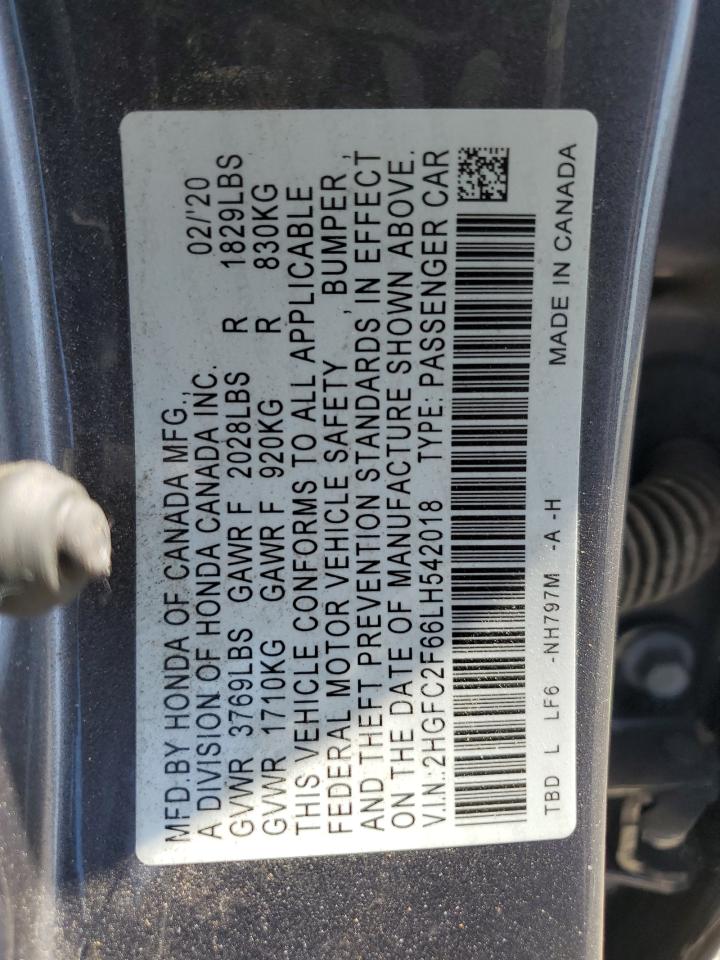 MFD.BY HONDA OF CANADA MFG., 02/'20
A DIVISION OF HONDA CANADA INC.
GVWR 3769LBS GAWR F 2028LBS R 1829LBS
GVWR 1710KG GAWR F 920KG R 830KG
THIS VEHICLE CONFORMS TO ALL APPLICABLE
FEDERAL MOTOR VEHICLE SAFETY , BUMPER ,
AND THEFT PREVENTION STANDARDS IN EFFECT
ON THE DATE OF MANUFACTURE SHOWN ABOVE.
V.I.N.:2HGFC2F66LH542018 TYPE: PASSENGER CAR
TBD L LF6 -NH797M -A -H MADE IN CANADA